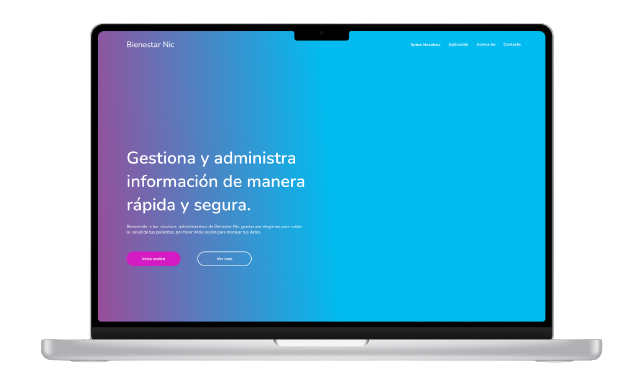 Bienestar Nic
Sobre Nosotros Aplicación Acerca de Contacto
Gestiona y administra
información de manera
rápida y segura.
Bienvenido a los servicios administrativos de Bienestar Nic, gracias por elegirnos para cuidar
la salud de tus pacientes, por favor inicia sesión para manejar tus datos.
Inicia sesión Ver mas